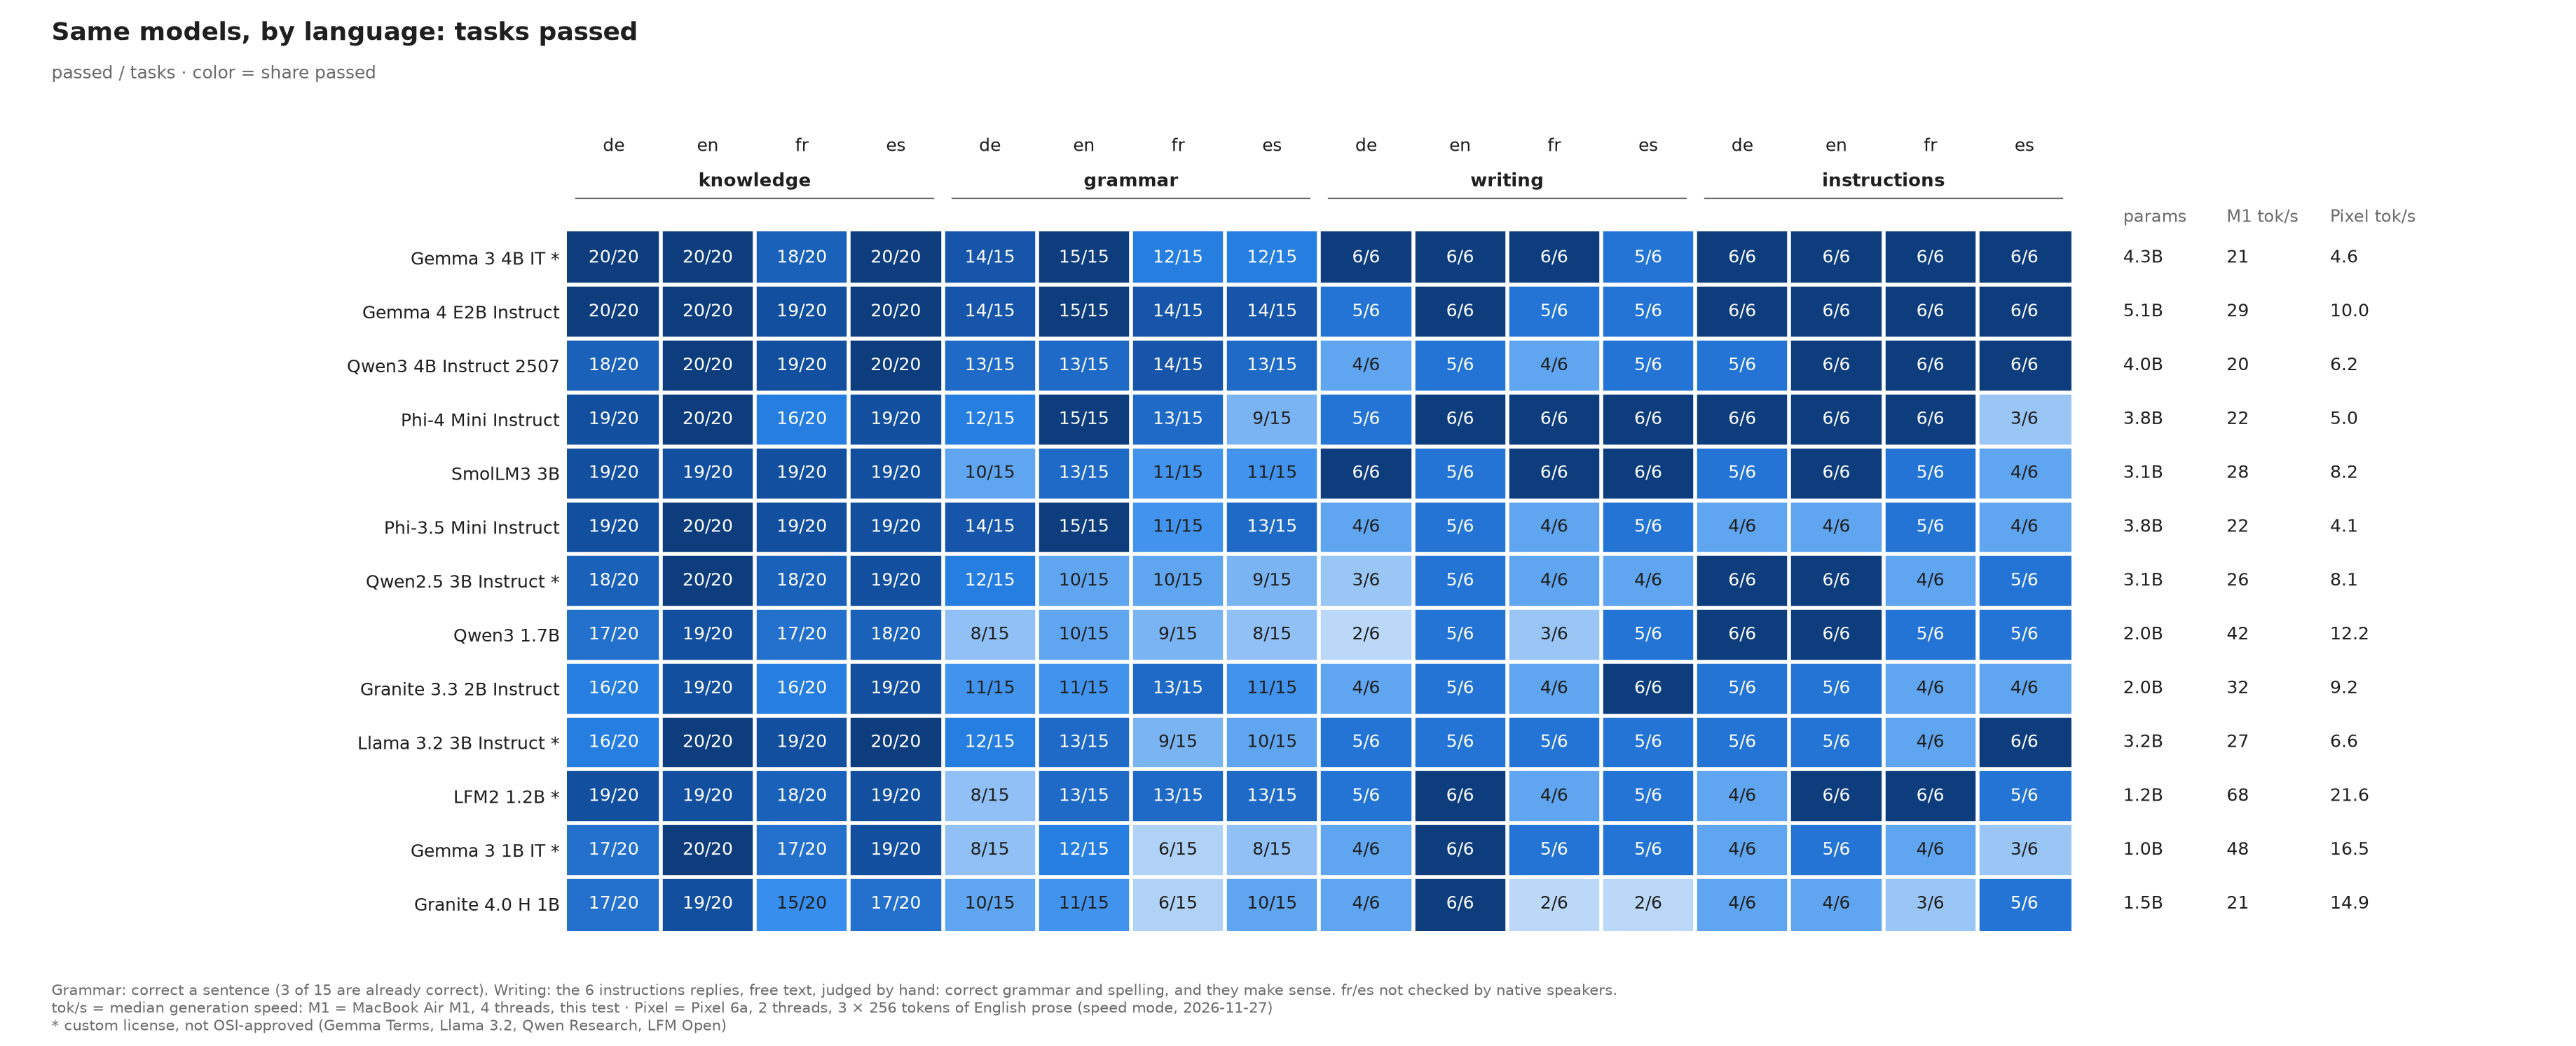 Same models, by language: tasks passed
passed / tasks · color = share passed
de en fr es de en fr es de en fr es de en fr es
knowledge grammar writing instructions
params M1 tok/s Pixel tok/s
Gemma 3 4B IT * 20/20 20/20 18/20 20/20 14/15 15/15 12/15 12/15 6/6 6/6 6/6 5/6 6/6 6/6 6/6 6/6 4.3B 21 4.6
Gemma 4 E2B Instruct 20/20 20/20 19/20 20/20 14/15 15/15 14/15 14/15 5/6 6/6 5/6 5/6 6/6 6/6 6/6 6/6 5.1B 29 10.0
Qwen3 4B Instruct 2507 18/20 20/20 19/20 20/20 13/15 13/15 14/15 13/15 4/6 5/6 4/6 5/6 5/6 6/6 6/6 6/6 4.0B 20 6.2
Phi-4 Mini Instruct 19/20 20/20 16/20 19/20 12/15 15/15 13/15 9/15 5/6 6/6 6/6 6/6 6/6 6/6 6/6 3/6 3.8B 22 5.0
SmolLM3 3B 19/20 19/20 19/20 19/20 10/15 13/15 11/15 11/15 6/6 5/6 6/6 6/6 5/6 6/6 5/6 4/6 3.1B 28 8.2
Phi-3.5 Mini Instruct 19/20 20/20 19/20 19/20 14/15 15/15 11/15 13/15 4/6 5/6 4/6 5/6 4/6 4/6 5/6 4/6 3.8B 22 4.1
Qwen2.5 3B Instruct * 18/20 20/20 18/20 19/20 12/15 10/15 10/15 9/15 3/6 5/6 4/6 4/6 6/6 6/6 4/6 5/6 3.1B 26 8.1
Qwen3 1.7B 17/20 19/20 17/20 18/20 8/15 10/15 9/15 8/15 2/6 5/6 3/6 5/6 6/6 6/6 5/6 5/6 2.0B 42 12.2
Granite 3.3 2B Instruct 16/20 19/20 16/20 19/20 11/15 11/15 13/15 11/15 4/6 5/6 4/6 6/6 5/6 5/6 4/6 4/6 2.0B 32 9.2
Llama 3.2 3B Instruct * 16/20 20/20 19/20 20/20 12/15 13/15 9/15 10/15 5/6 5/6 5/6 5/6 5/6 5/6 4/6 6/6 3.2B 27 6.6
LFM2 1.2B * 19/20 19/20 18/20 19/20 8/15 13/15 13/15 13/15 5/6 6/6 4/6 5/6 4/6 6/6 6/6 5/6 1.2B 68 21.6
Gemma 3 1B IT * 17/20 20/20 17/20 19/20 8/15 12/15 6/15 8/15 4/6 6/6 5/6 5/6 4/6 5/6 4/6 3/6 1.0B 48 16.5
Granite 4.0 H 1B 17/20 19/20 15/20 17/20 10/15 11/15 6/15 10/15 4/6 6/6 2/6 2/6 4/6 4/6 3/6 5/6 1.5B 21 14.9
Grammar: correct a sentence (3 of 15 are already correct). Writing: the 6 instructions replies, free text, judged by hand: correct grammar and spelling, and they make sense. fr/es not checked by native speakers.
tok/s = median generation speed: M1 = MacBook Air M1, 4 threads, this test · Pixel = Pixel 6a, 2 threads, 3 × 256 tokens of English prose (speed mode, 2026-11-27)
* custom license, not OSI-approved (Gemma Terms, Llama 3.2, Qwen Research, LFM Open)